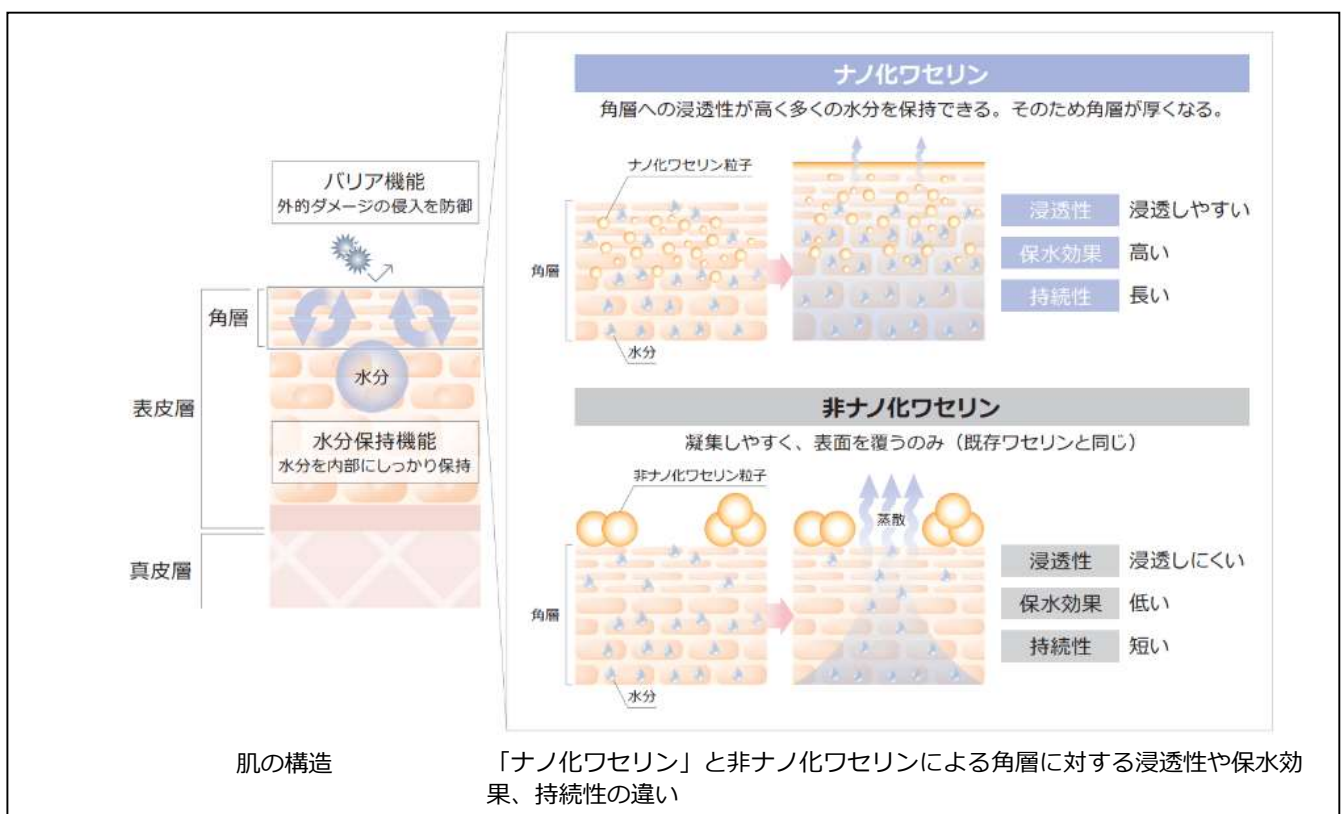 バリア機能
外的ダメージの侵入を防御
角層
水分
表皮層
水分保持機能
水分を内部にしっかり保持
真皮層
肌の構造
ナノ化ワセリン
角層への浸透性が高く多くの水分を保持できる。そのため角層が厚くなる。
ナノ化ワセリン粒子
角層
水分
浸透性 浸透しやすい
保水効果 高い
持続性 長い
非ナノ化ワセリン
凝集しやすく、表面を覆うのみ（既存ワセリンと同じ）
非ナノ化ワセリン粒子
蒸散
角層
水分
浸透性 浸透しにくい
保水効果 低い
持続性 短い
「ナノ化ワセリン」と非ナノ化ワセリンによる角層に対する浸透性や保水効
果、持続性の違い